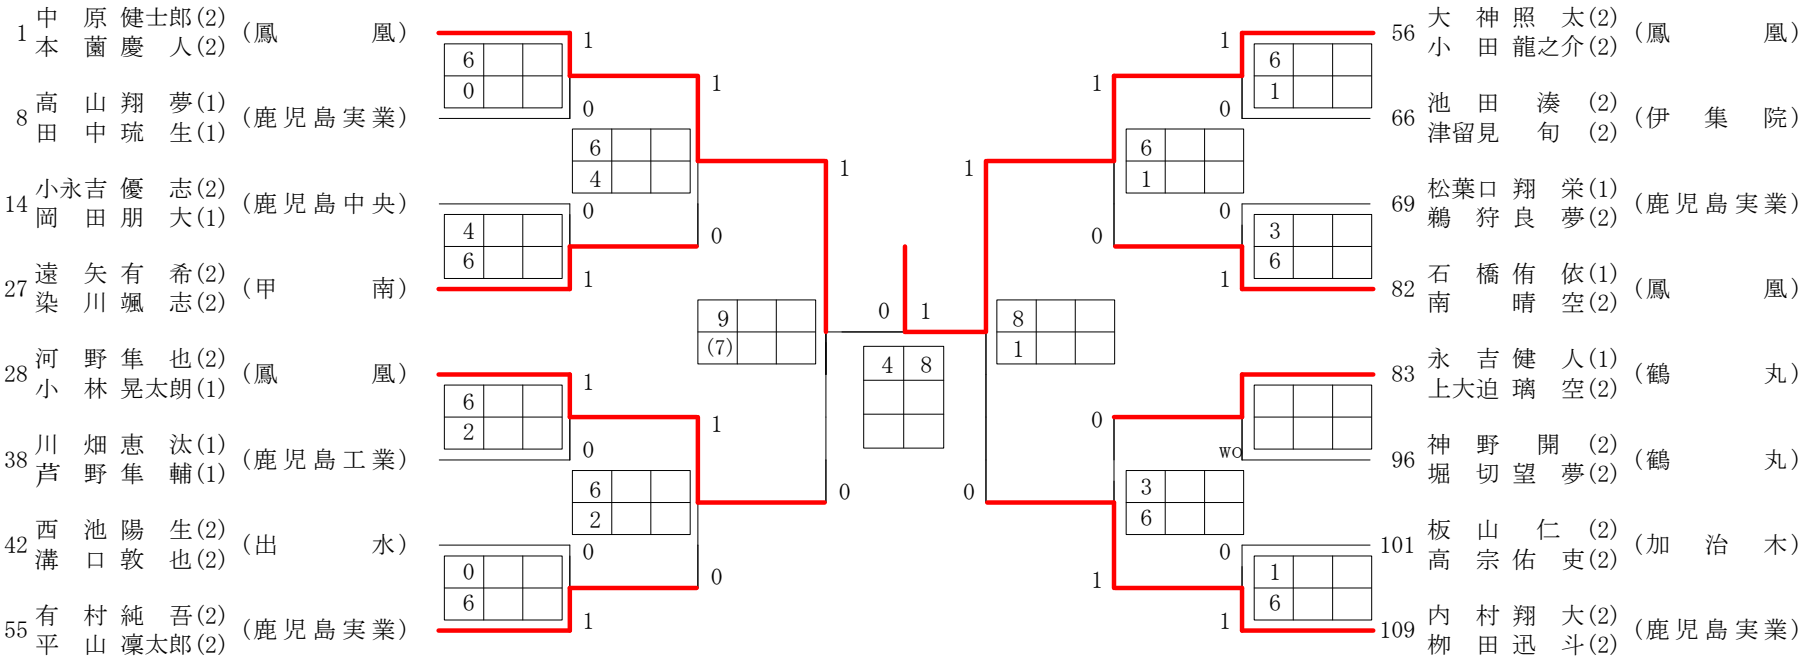 1 中原 健士郎(2) (鳳凰)
本薗 慶人(2)
8 高山 翔夢(1) (鹿児島実業)
田中 琉生(1)
14 小永吉 優志(2) (鹿児島中央)
岡田 朋大(1)
27 遠矢 有希(2) (甲南)
染川 颯志(2)
28 河野 隼也(2) (鳳凰)
小林 晃太朗(1)
38 川畑 恵汰(1) (鹿児島工業)
芦野 隼輔(1)
42 西池 陽生(2) (出水)
溝口 敦也(2)
55 有村 純吾(2) (鹿児島実業)
平山 凜太郎(2)
1
6
0
0
1
6
4
0
4
6
1
0
1
9
(7)
1
6
2
0
1
6
2
0
0
6
1
0
0
0 1
4 8
1
6
1
0
1
6
1
0
3
6
1
0
1
8
1
0
wo
3
6
0
1
6
1
1
0
56 大神 照太(2) (鳳凰)
小田 龍之介(2)
66 池田 湊(2) (伊集院)
津留見 旬(2)
69 松葉口 翔栄(1) (鹿児島実業)
鵜狩 良夢(2)
82 石橋 侑依(1) (鳳凰)
南 晴空(2)
83 永吉 健人(1) (鶴丸)
上大迫 璃空(2)
96 神野 開(2) (鶴丸)
堀切 望夢(2)
101 板山 仁(2) (加治木)
高宗 佑吏(2)
109 内村 翔大(2) (鹿児島実業)
栁田 迅斗(2)